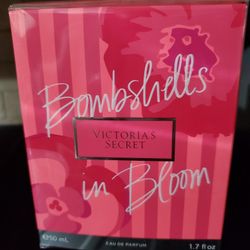 Bombshells
VICTORIA'S
SECRET
in Bloom
℮50 mL
EAU DE PARFUM
1.7 fl oz